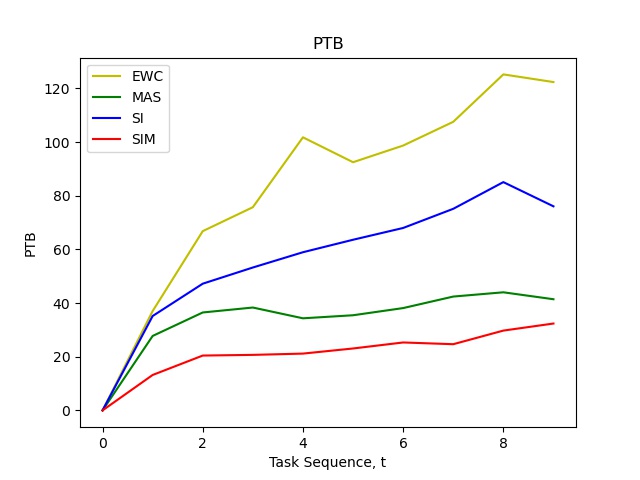 PTB
EWC
MAS
SI
SIM
120
100
80
60
40
20
0
PTB
0 2 4 6 8
Task Sequence, t